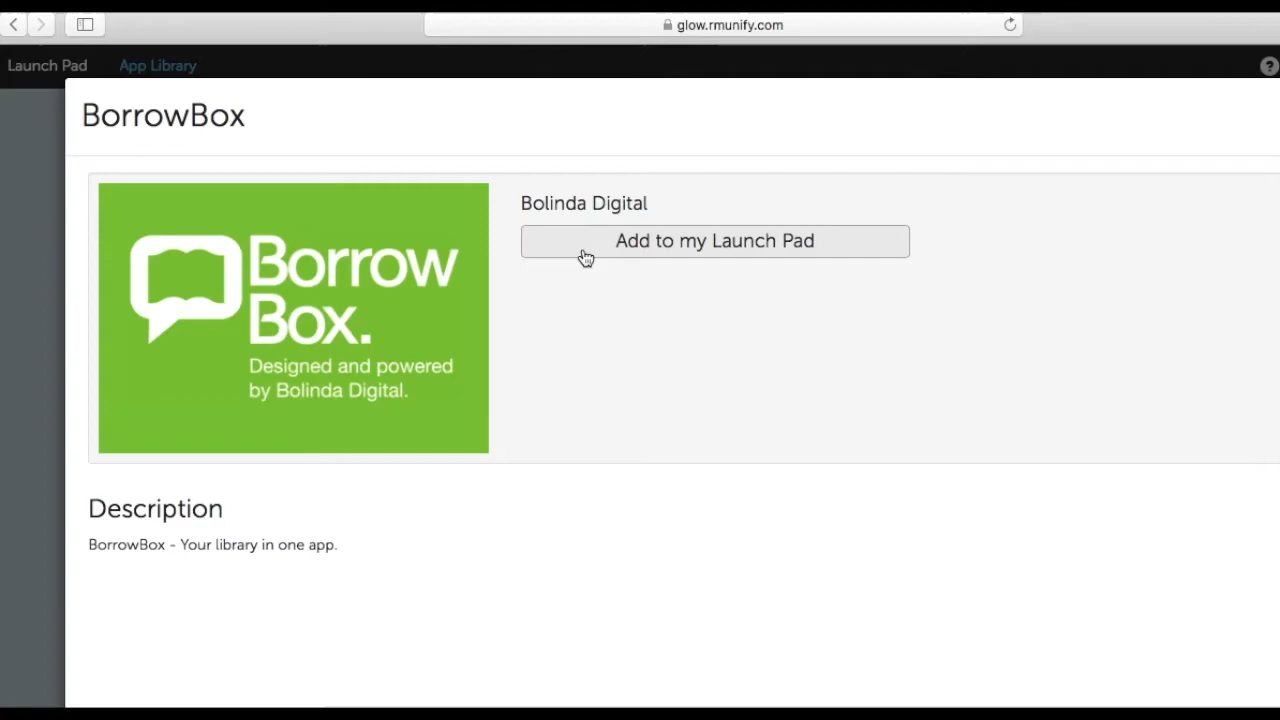 glow.rmunify.com
Launch Pad
App Library
?
BorrowBox
Borrow
Box.
Designed and powered
by Bolinda Digital.
Bolinda Digital
Add to my Launch Pad
Description
BorrowBox - Your library in one app.